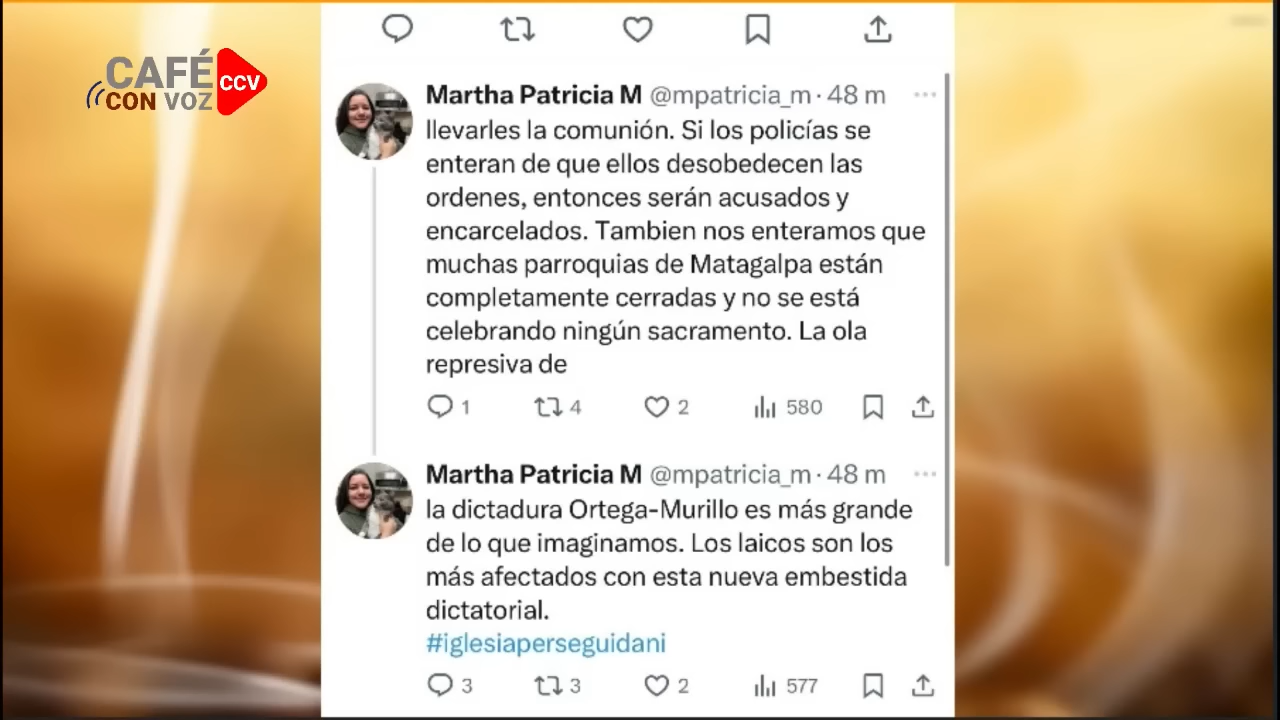 CAFÉ
CON VOZ
CCV
Martha Patricia M @mpatricia_m · 48 m
llevarles la comunión. Si los policías se
enteran de que ellos desobedecen las
ordenes, entonces serán acusados y
encarcelados. Tambien nos enteramos que
muchas parroquias de Matagalpa están
completamente cerradas y no se está
celebrando ningún sacramento. La ola
represiva de
1 4 2 580
Martha Patricia M @mpatricia_m · 48 m
la dictadura Ortega-Murillo es más grande
de lo que imaginamos. Los laicos son los
más afectados con esta nueva embestida
dictatorial.
#iglesiaperseguidani
3 3 2 577